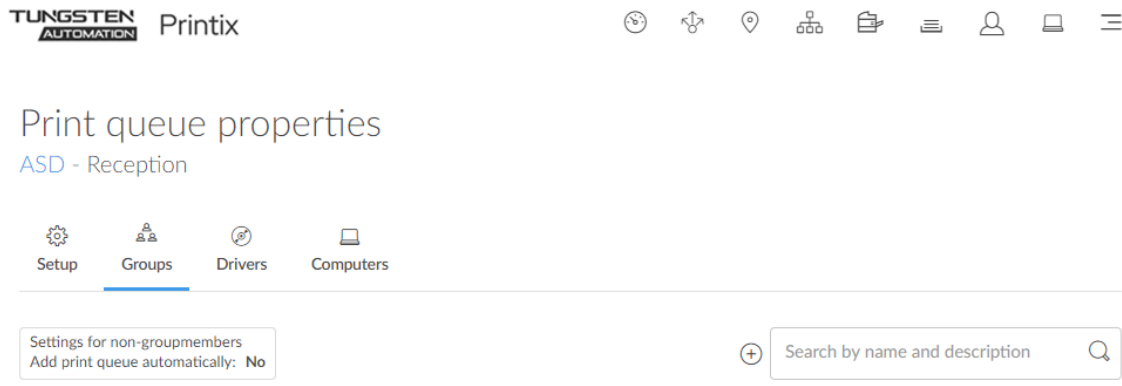 TUNGSTEN
AUTOMATION
Printix
Print queue properties
ASD - Reception
Setup
Groups
Drivers
Computers
Settings for non-groupmembers
Add print queue automatically: No
Search by name and description